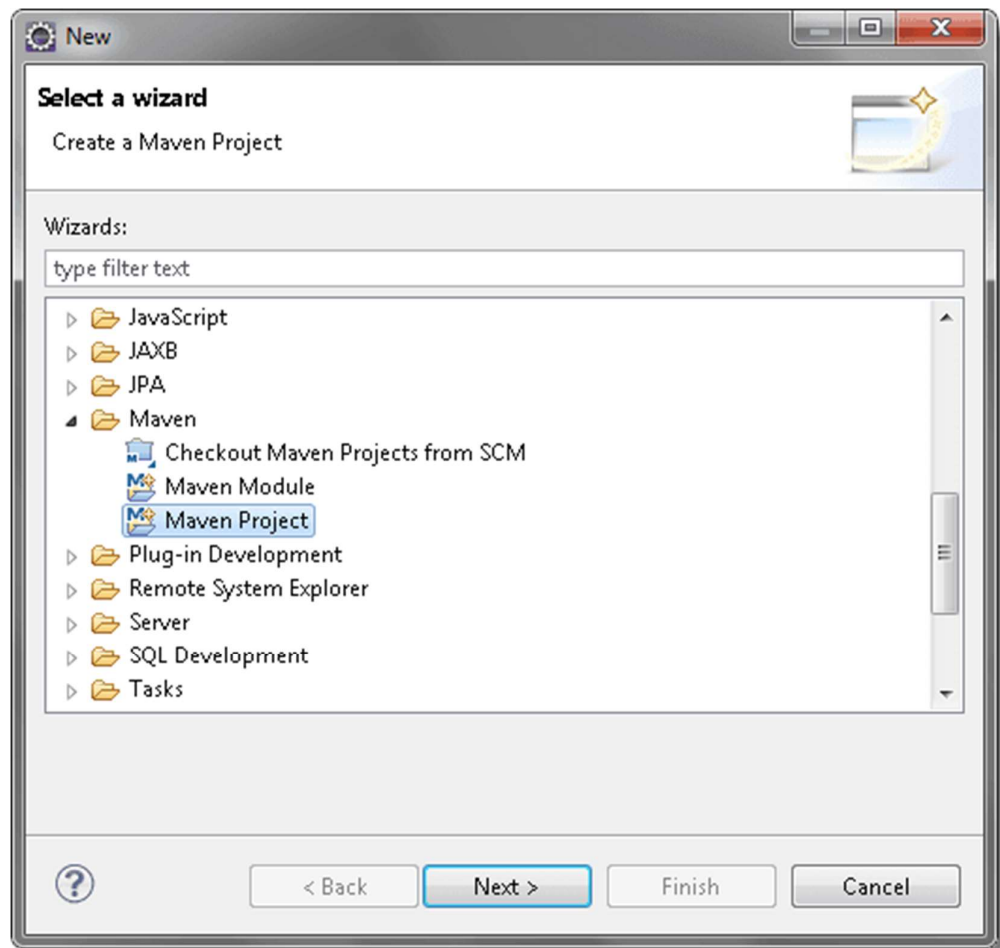 New
Select a wizard
Create a Maven Project
Wizards:
type filter text
JavaScript
JAXB
JPA
Maven
Checkout Maven Projects from SCM
Maven Module
Maven Project
Plug-in Development
Remote System Explorer
Server
SQL Development
Tasks
< Back Next > Finish Cancel